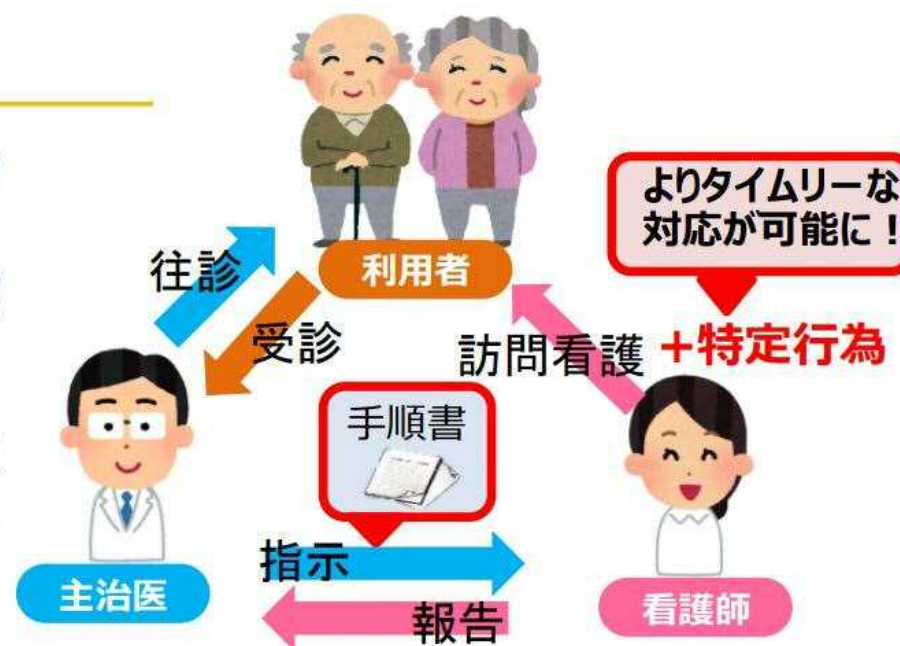 よりタイムリーな
対応が可能に！
往診
利用者
受診
訪問看護
＋特定行為
手順書
指示
主治医
看護師
報告